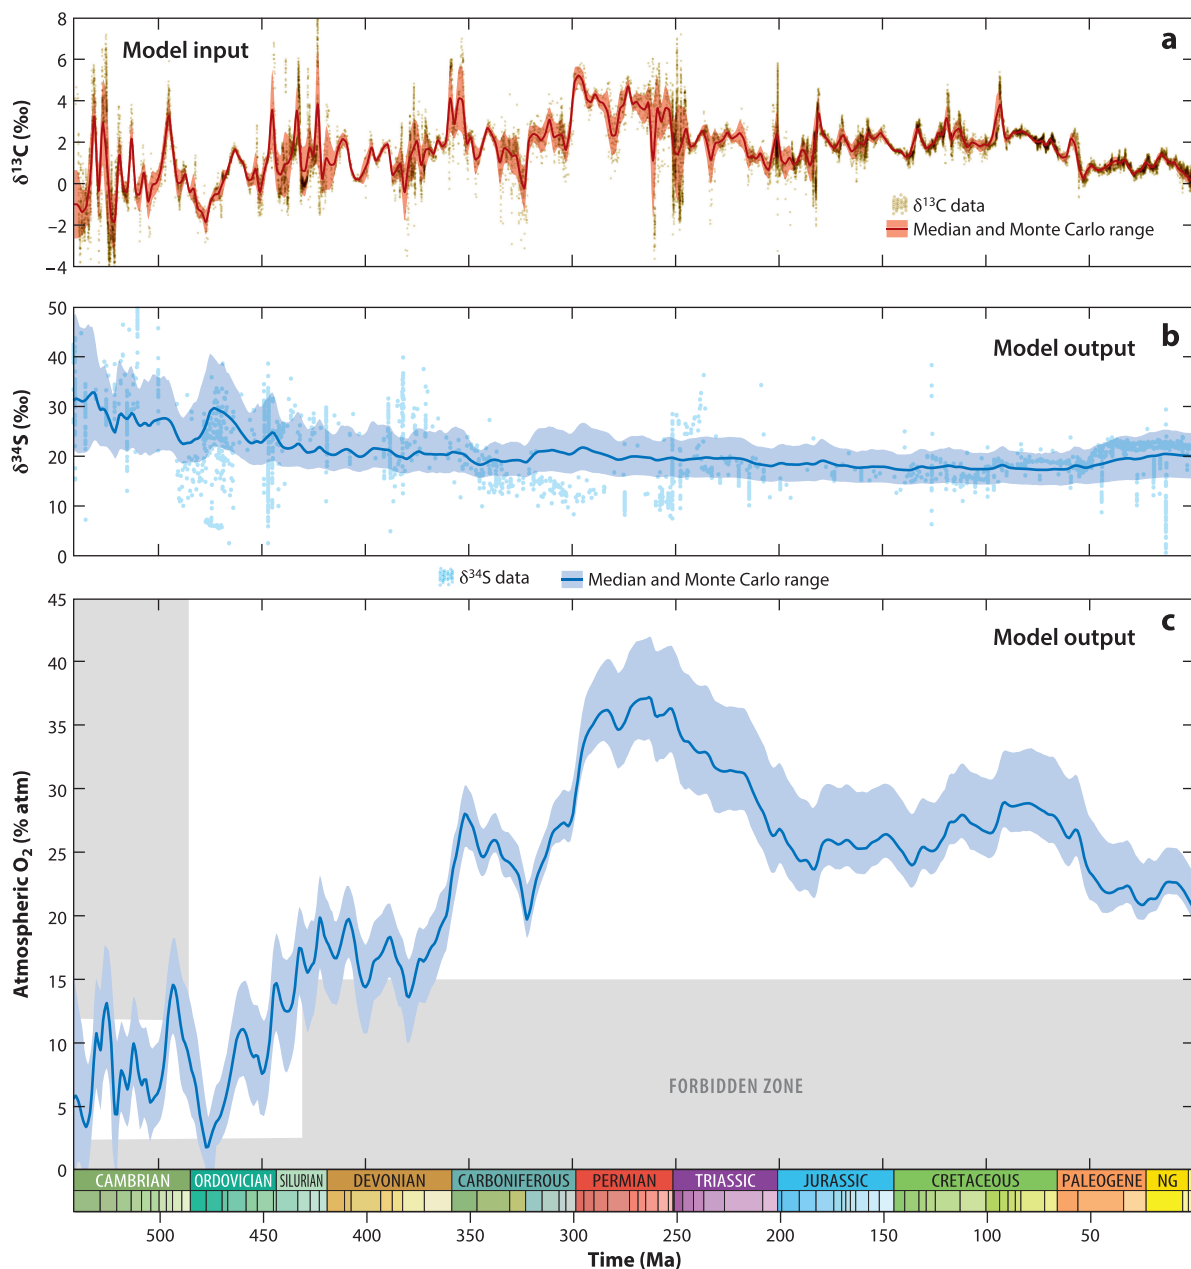 8
6
4
2
0
−2
−4
δ¹³C (‰)
Model input
a
δ¹³C data
Median and Monte Carlo range
50
40
30
20
10
0
δ³⁴S (‰)
b
Model output
δ³⁴S data
Median and Monte Carlo range
45
40
35
30
25
20
15
10
5
0
Atmospheric O₂ (% atm)
c
Model output
FORBIDDEN ZONE
CAMBRIAN
ORDOVICIAN
SILURIAN
DEVONIAN
CARBONIFEROUS
PERMIAN
TRIASSIC
JURASSIC
CRETACEOUS
PALEOGENE
NG
500
450
400
350
300
250
200
150
100
50
0
Time (Ma)